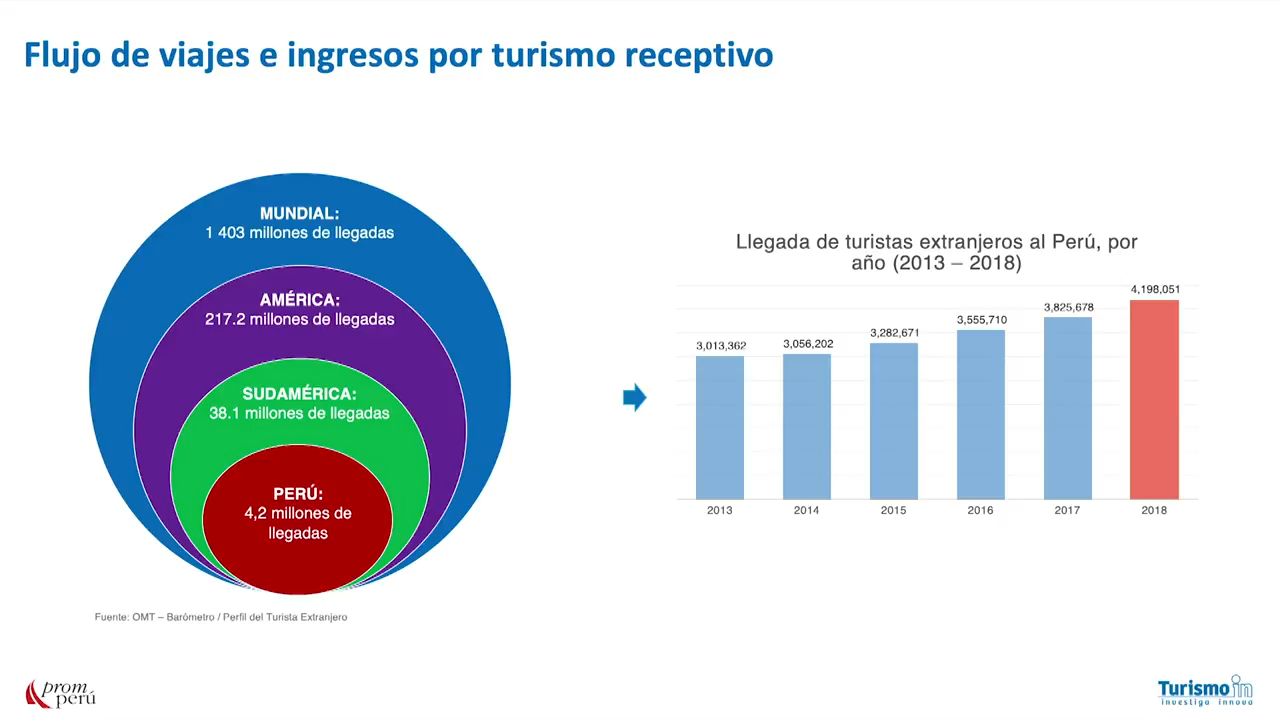 Flujo de viajes e ingresos por turismo receptivo
MUNDIAL:
1 403 millones de llegadas
AMÉRICA:
217.2 millones de llegadas
SUDAMÉRICA:
38.1 millones de llegadas
PERÚ:
4,2 millones de
llegadas
Fuente: OMT – Barómetro / Perfil del Turista Extranjero
Llegada de turistas extranjeros al Perú, por
año (2013 – 2018)
3,013,362
3,056,202
3,282,671
3,555,710
3,825,678
4,198,051
2013
2014
2015
2016
2017
2018
prom
perú
Turismo in
investiga innova